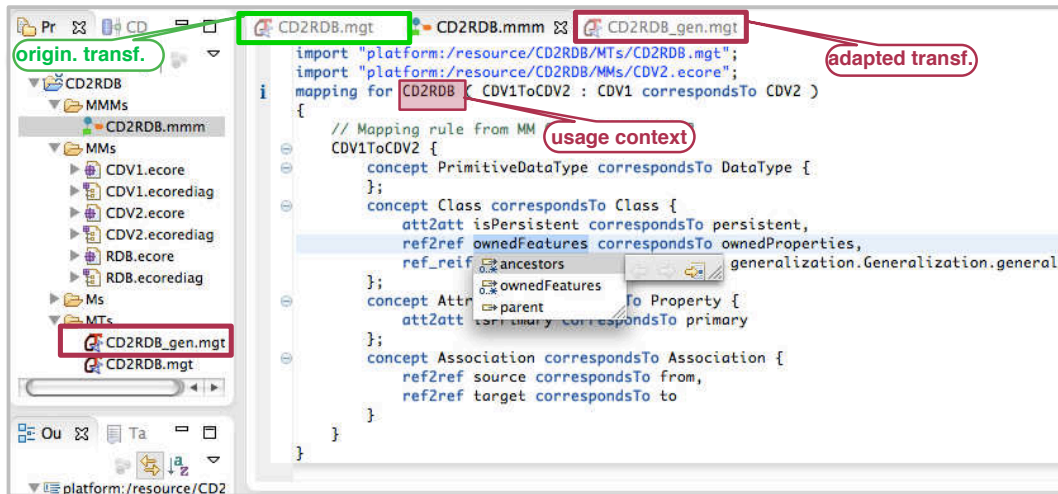 Pr CD
CD2RDB.mgt CD2RDB.mmm CD2RDB_gen.mgt
origin. transf.
adapted transf.
CD2RDB
MMMs
CD2RDB.mmm
MMs
CDV1.ecore
CDV1.ecorediag
CDV2.ecore
CDV2.ecorediag
RDB.ecore
RDB.ecorediag
Ms
MTs
CD2RDB_gen.mgt
CD2RDB.mgt
Ou Ta
platform:/resource/CD2
import "platform:/resource/CD2RDB/MTs/CD2RDB.mgt";
import "platform:/resource/CD2RDB/MMs/CDV2.ecore";
i mapping for CD2RDB ( CDV1ToCDV2 : CDV1 correspondsTo CDV2 )
{
usage context
// Mapping rule from MM
CDV1ToCDV2 {
concept PrimitiveDataType correspondsTo DataType {
};
concept Class correspondsTo Class {
att2att isPersistent correspondsTo persistent,
ref2ref ownedFeatures correspondsTo ownedProperties,
ref_reif generalization.Generalization.general
ancestors
ownedFeatures
parent
};
concept Attr To Property {
att2att isPrimary correspondsTo primary
};
concept Association correspondsTo Association {
ref2ref source correspondsTo from,
ref2ref target correspondsTo to
}
}
}